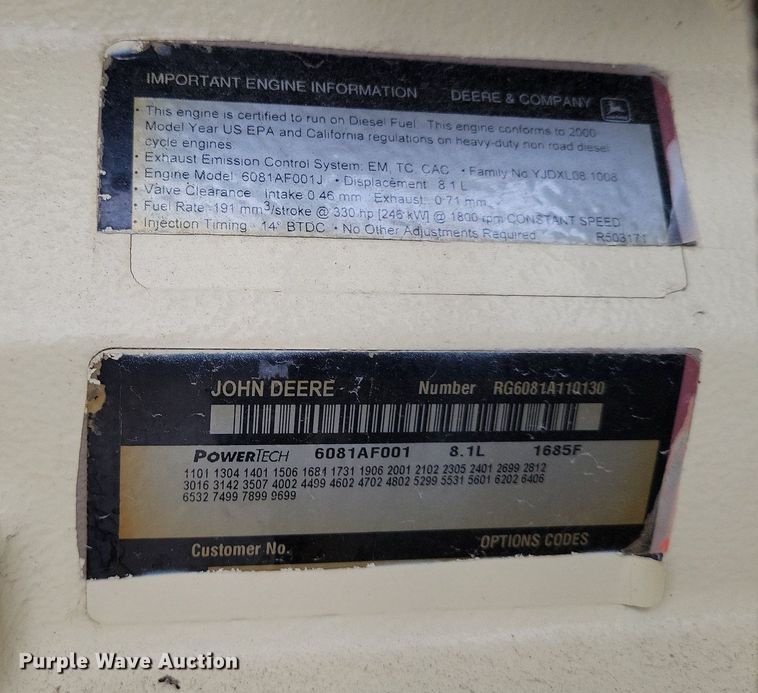 IMPORTANT ENGINE INFORMATION DEERE & COMPANY
• This engine is certified to run on Diesel Fuel. This engine conforms to 2000
Model Year US EPA and California regulations on heavy-duty non road diesel
cycle engines.
• Exhaust Emission Control System: EM, TC, CAC • Family No YJDXL08.1008
• Engine Model: 6081AF001J • Displacement: 8.1 L
• Valve Clearance: Intake 0.46 mm Exhaust: 0.71 mm
• Fuel Rate: 191 mm³/stroke @ 330 hp [246 kW] @ 1800 rpm CONSTANT SPEED
• Injection Timing: 14° BTDC • No Other Adjustments Required. R503171
JOHN DEERE Number RG6081A110130
POWERTECH 6081AF001 8.1L 1685F
1101 1304 1401 1506 1681 1731 1906 2001 2102 2305 2401 2699 2812
3016 3142 3507 4002 4499 4602 4702 4802 5299 5531 5601 6202 6406
6532 7499 7899 9699
Customer No. OPTIONS CODES
Purple Wave Auction